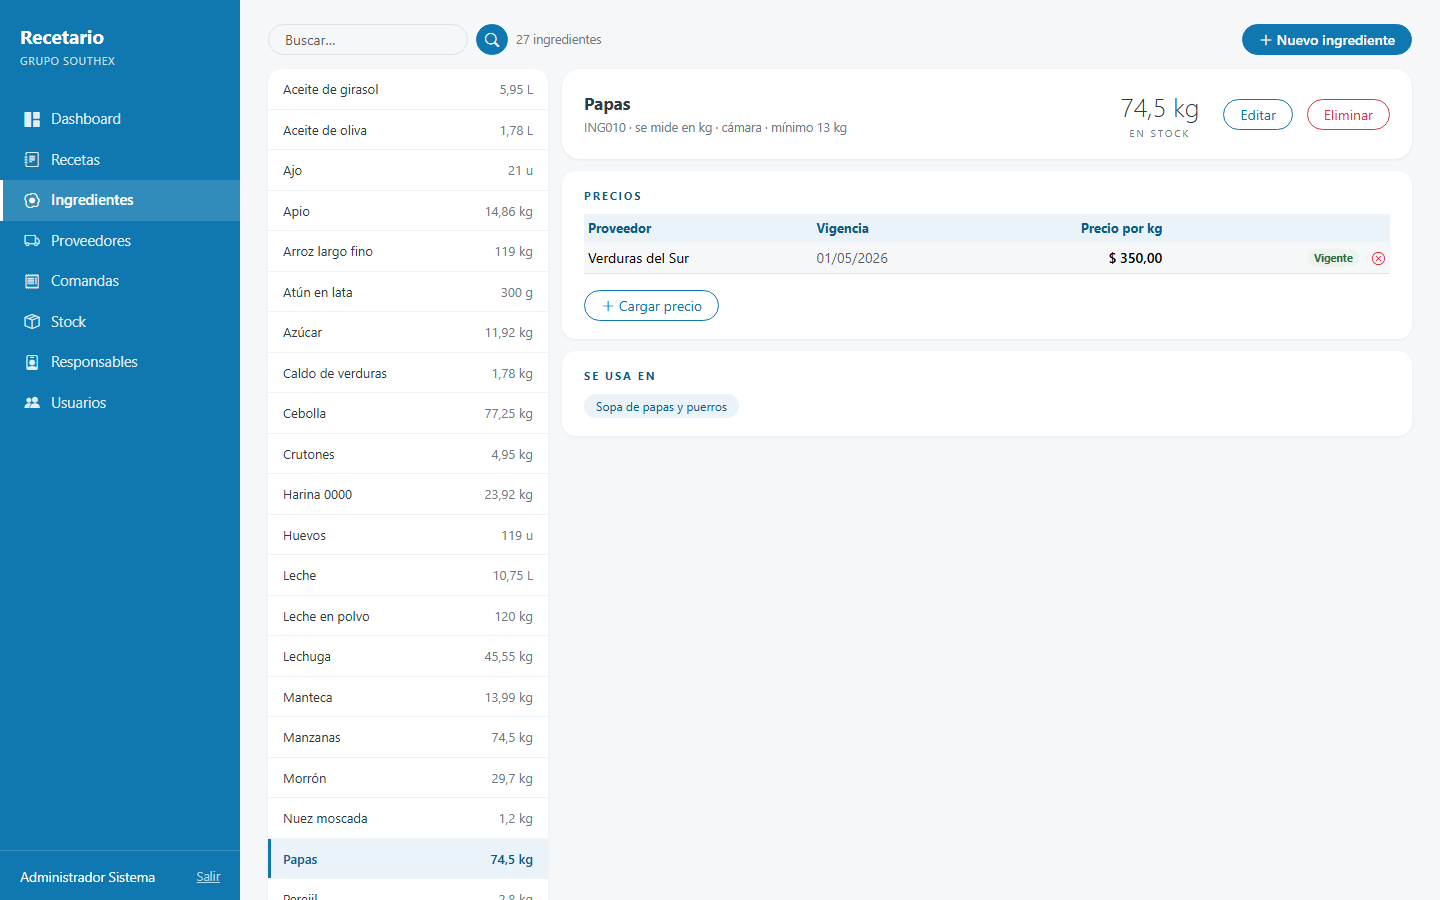 Recetario
GRUPO SOUTHEX
Dashboard
Recetas
Ingredientes
Proveedores
Comandas
Stock
Responsables
Usuarios
Administrador Sistema Salir
Buscar... 27 ingredientes
+ Nuevo ingrediente
Aceite de girasol 5,95 L
Aceite de oliva 1,78 L
Ajo 21 u
Apio 14,86 kg
Arroz largo fino 119 kg
Atún en lata 300 g
Azúcar 11,92 kg
Caldo de verduras 1,78 kg
Cebolla 77,25 kg
Crutones 4,95 kg
Harina 0000 23,92 kg
Huevos 119 u
Leche 10,75 L
Leche en polvo 120 kg
Lechuga 45,55 kg
Manteca 13,99 kg
Manzanas 74,5 kg
Morrón 29,7 kg
Nuez moscada 1,2 kg
Papas 74,5 kg
Perejil 2,8 kg
Papas
ING010 · se mide en kg · cámara · mínimo 13 kg
74,5 kg
EN STOCK
Editar
Eliminar
PRECIOS
Proveedor Vigencia Precio por kg
Verduras del Sur 01/05/2026 $ 350,00 Vigente
+ Cargar precio
SE USA EN
Sopa de papas y puerros